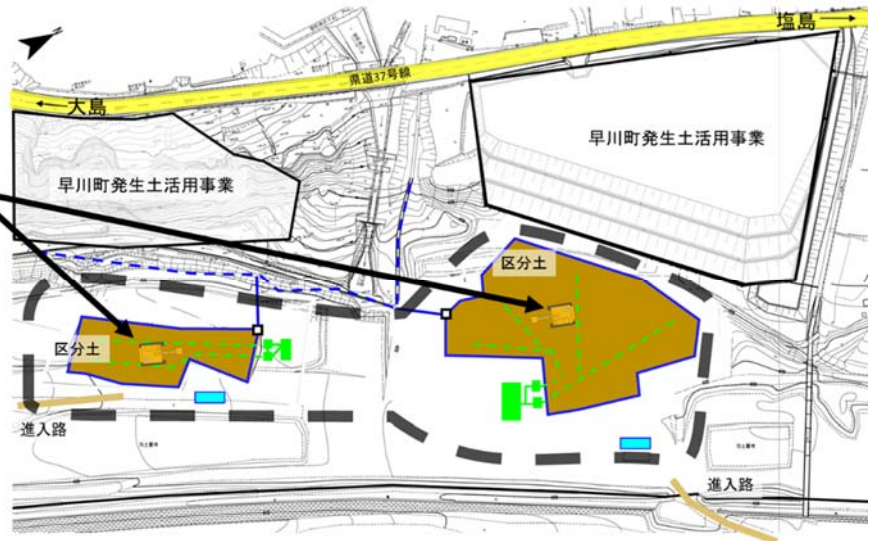 塩島 →
県道37号線
← 大島
早川町発生土活用事業
早川町発生土活用事業
区分土
区分土
進入路
進入路